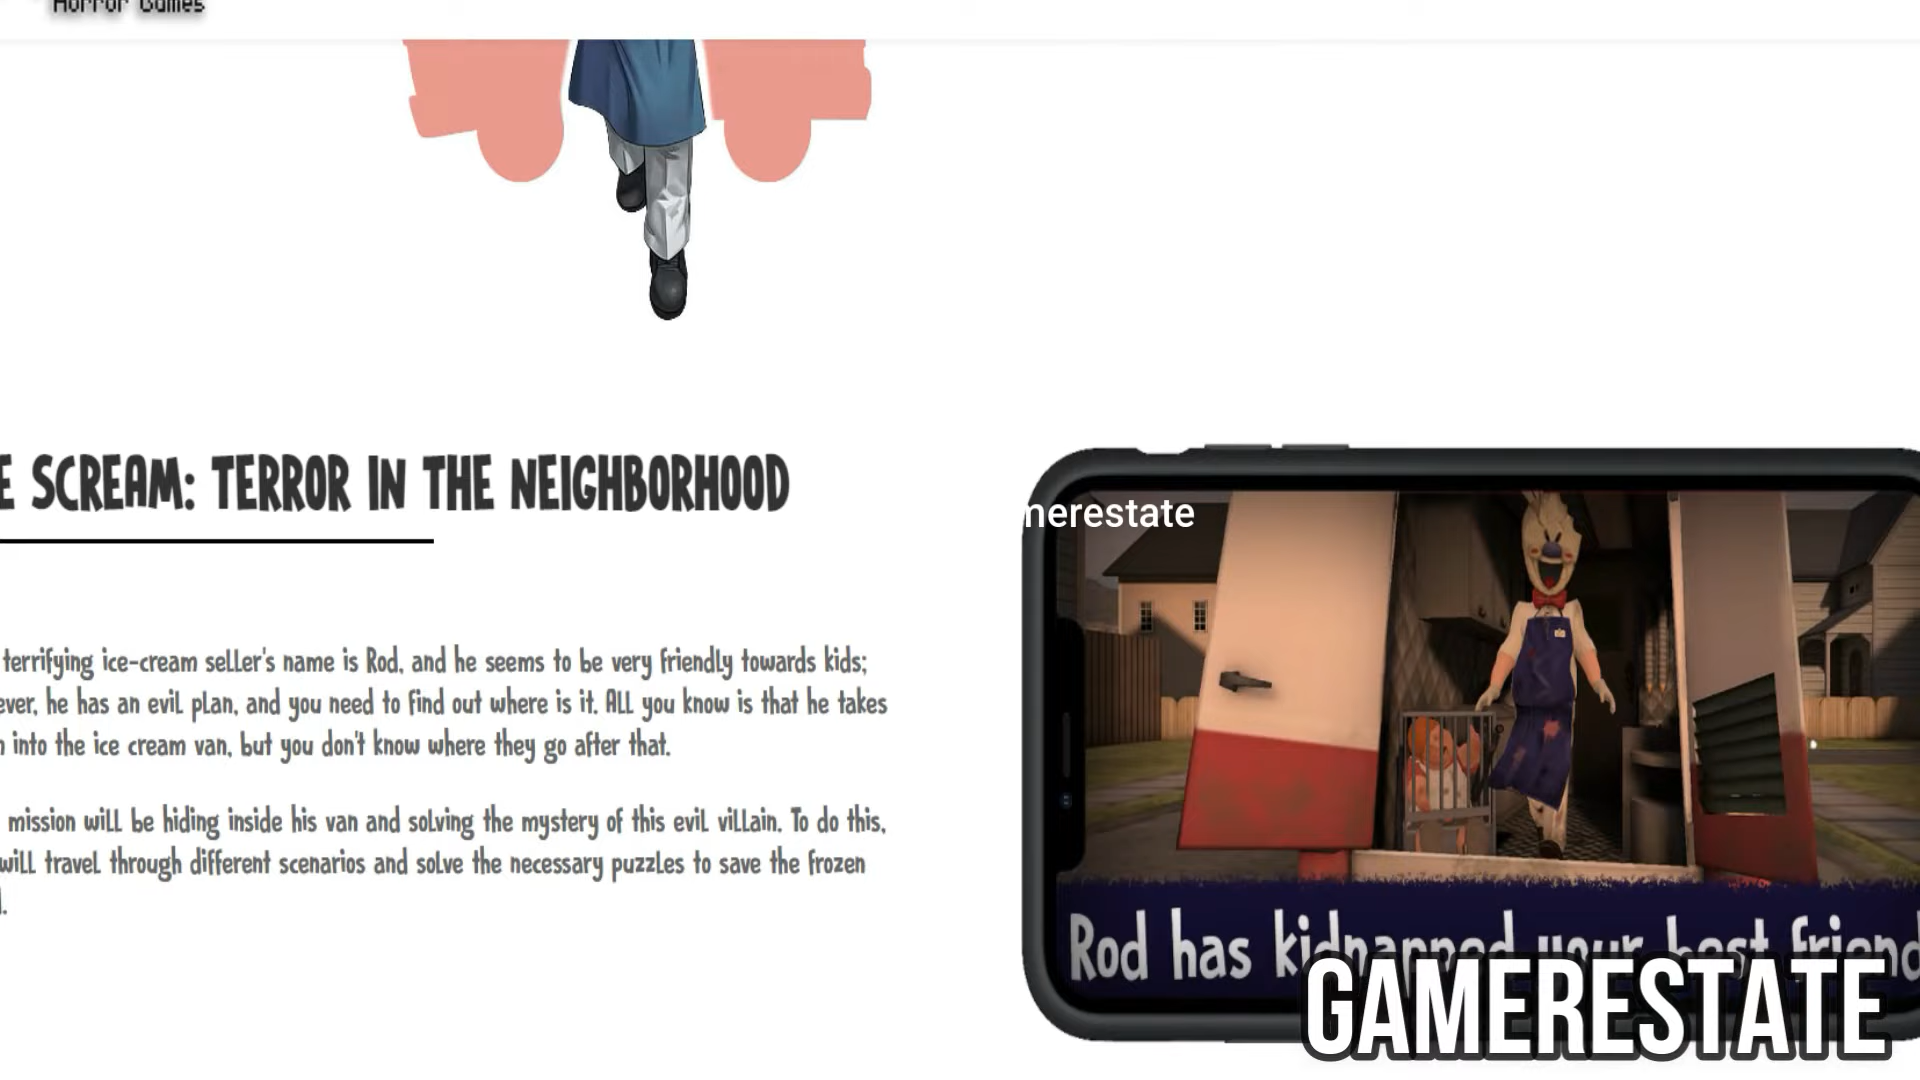 Horror Games
E SCREAM: TERROR IN THE NEIGHBORHOOD
terrifying ice-cream seller's name is Rod, and he seems to be very friendly towards kids;
ever, he has an evil plan, and you need to find out where is it. All you know is that he takes
into the ice cream van, but you don't know where they go after that.
mission will be hiding inside his van and solving the mystery of this evil villain. To do this,
will travel through different scenarios and solve the necessary puzzles to save the frozen
merestate
Rod has kidnapped your best friend
GAMERESTATE